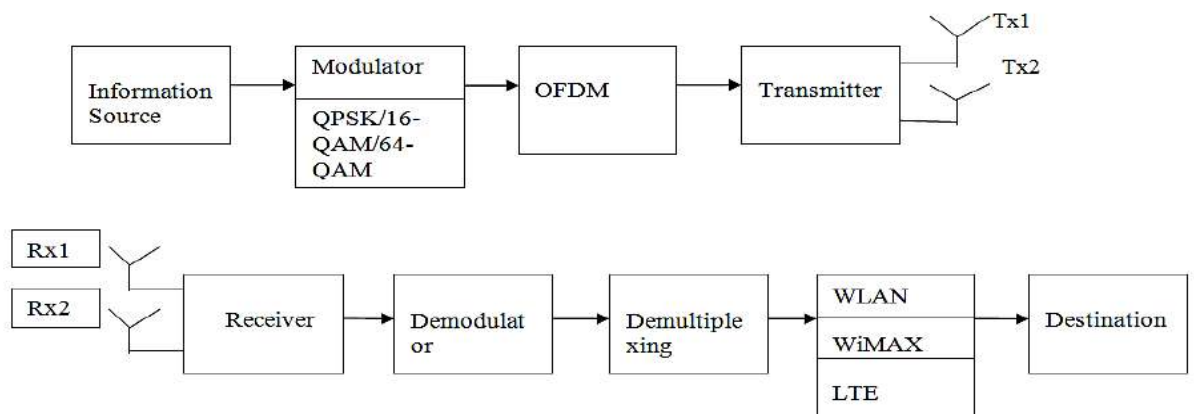 Information
Source
Modulator
QPSK/16-
QAM/64-
QAM
OFDM
Transmitter
Tx1
Tx2
Rx1
Rx2
Receiver
Demodulat
or
Demultiple
xing
WLAN
WiMAX
LTE
Destination